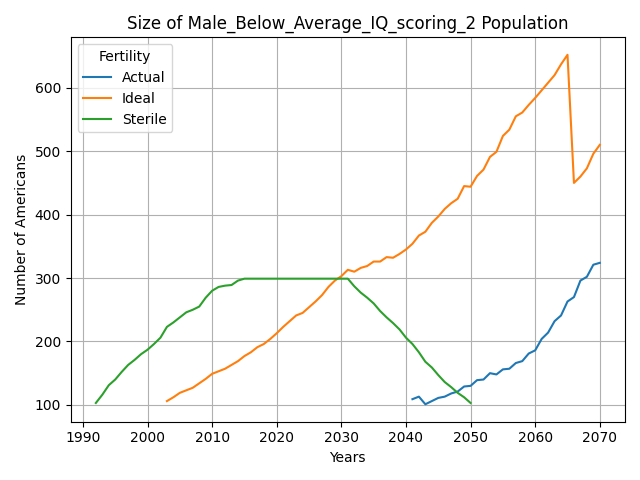 Size of Male_Below_Average_IQ_scoring_2 Population
Fertility
Actual
Ideal
Sterile
Number of Americans
600
500
400
300
200
100
1990
2000
2010
2020
2030
2040
2050
2060
2070
Years